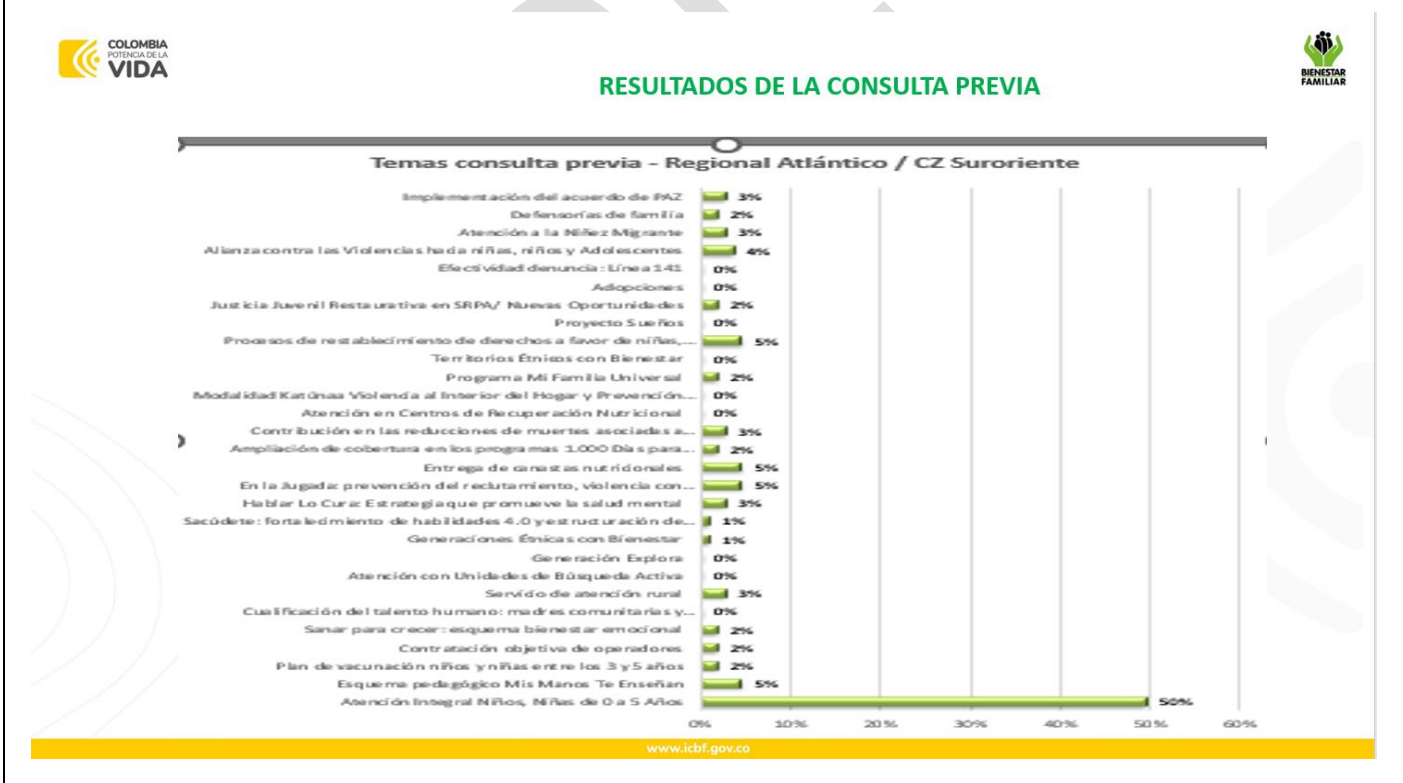 COLOMBIA
POTENCIA DE LA
VIDA
BIENESTAR
FAMILIAR
RESULTADOS DE LA CONSULTA PREVIA
Temas consulta previa - Regional Atlántico / CZ Suroriente
Implementación del acuerdo de PAZ 3%
Defensorías de familia 2%
Atención a la Niñez Migrante 3%
Alianza contra las Violencias hacia niñas, niños y Adolescentes 4%
Efectividad denuncia: Línea 141 0%
Adopciones 0%
Justicia Juvenil Restaurativa en SRPA/ Nuevas Oportunidades 2%
Proyecto Sueños 0%
Procesos de restablecimiento de derechos a favor de niñas,... 5%
Territorios Étnicos con Bienestar 0%
Programa Mi Familia Universal 2%
Modalidad Katünaa Violencia al Interior del Hogar y Prevención... 0%
Atención en Centros de Recuperación Nutricional 0%
Contribución en las reducciones de muertes asociadas a... 3%
Ampliación de cobertura en los programas 1.000 Días para... 2%
Entrega de canastas nutricionales 5%
En la Jugada: prevención del reclutamiento, violencia con... 5%
Hablar Lo Cura: Estrategia que promueve la salud mental 3%
Sacúdete: fortalecimiento de habilidades 4.0 y estructuración de... 1%
Generaciones Étnicas con Bienestar 1%
Generación Explora 0%
Atención con Unidades de Búsqueda Activa 0%
Servicio de atención rural 3%
Cualificación del talento humano: madres comunitarias y... 0%
Sanar para crecer: esquema bienestar emocional 2%
Contratación objetiva de operadores 2%
Plan de vacunación niños y niñas entre los 3 y 5 años 2%
Esquema pedagógico Mis Manos Te Enseñan 5%
Atención Integral Niños, Niñas de 0 a 5 Años 50%
0% 10% 20% 30% 40% 50% 60%
www.icbf.gov.co